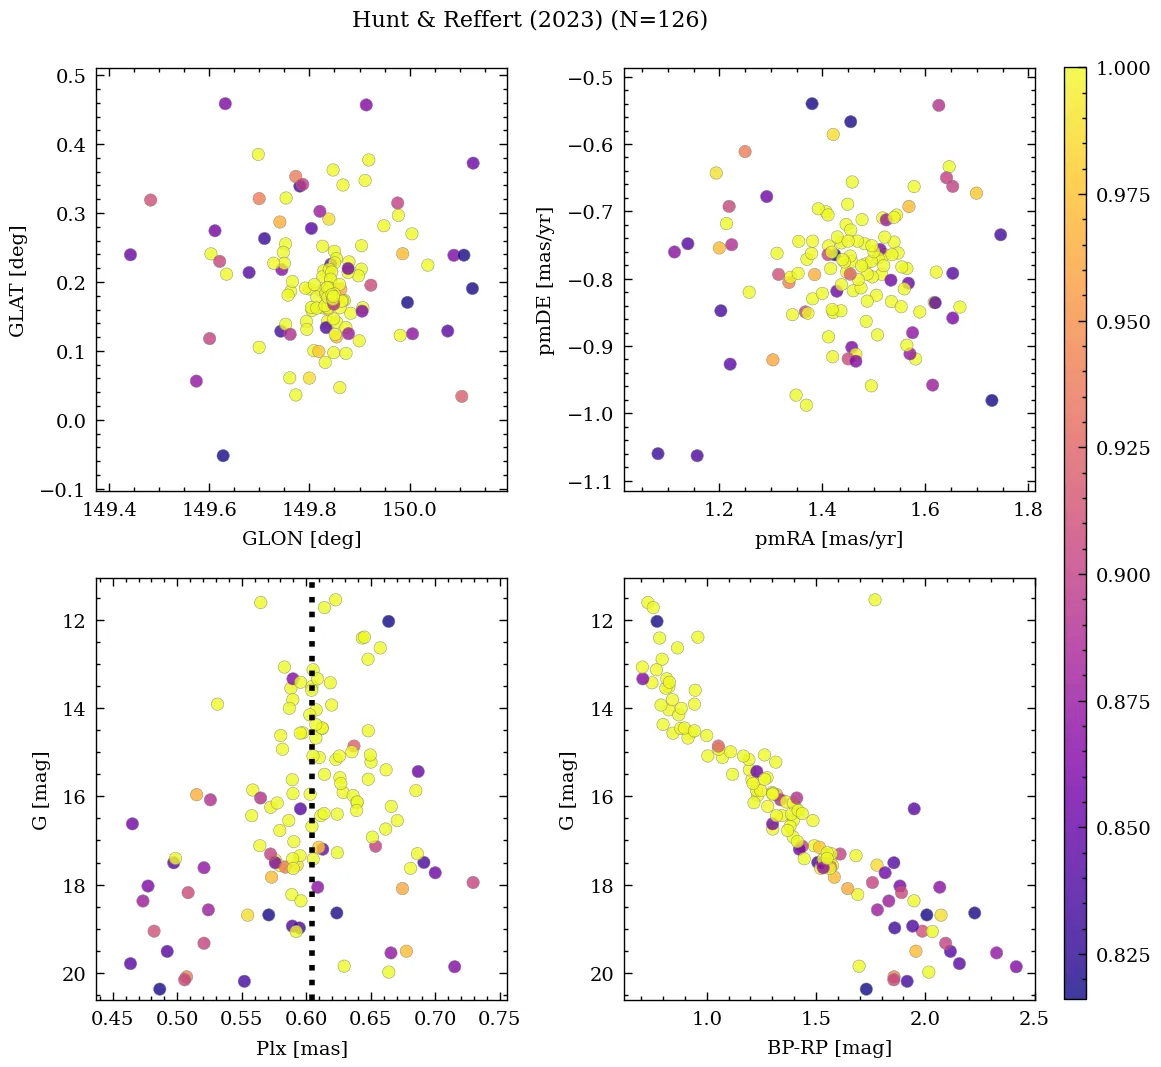 Hunt & Reffert (2023) (N=126)
0.5
0.4
0.3
0.2
0.1
0.0
−0.1
GLAT [deg]
149.4 149.6 149.8 150.0
GLON [deg]
−0.5
−0.6
−0.7
−0.8
−0.9
−1.0
−1.1
pmDE [mas/yr]
1.2 1.4 1.6 1.8
pmRA [mas/yr]
12
14
16
18
20
G [mag]
0.45 0.50 0.55 0.60 0.65 0.70 0.75
Plx [mas]
12
14
16
18
20
G [mag]
1.0 1.5 2.0 2.5
BP-RP [mag]
1.000
0.975
0.950
0.925
0.900
0.875
0.850
0.825